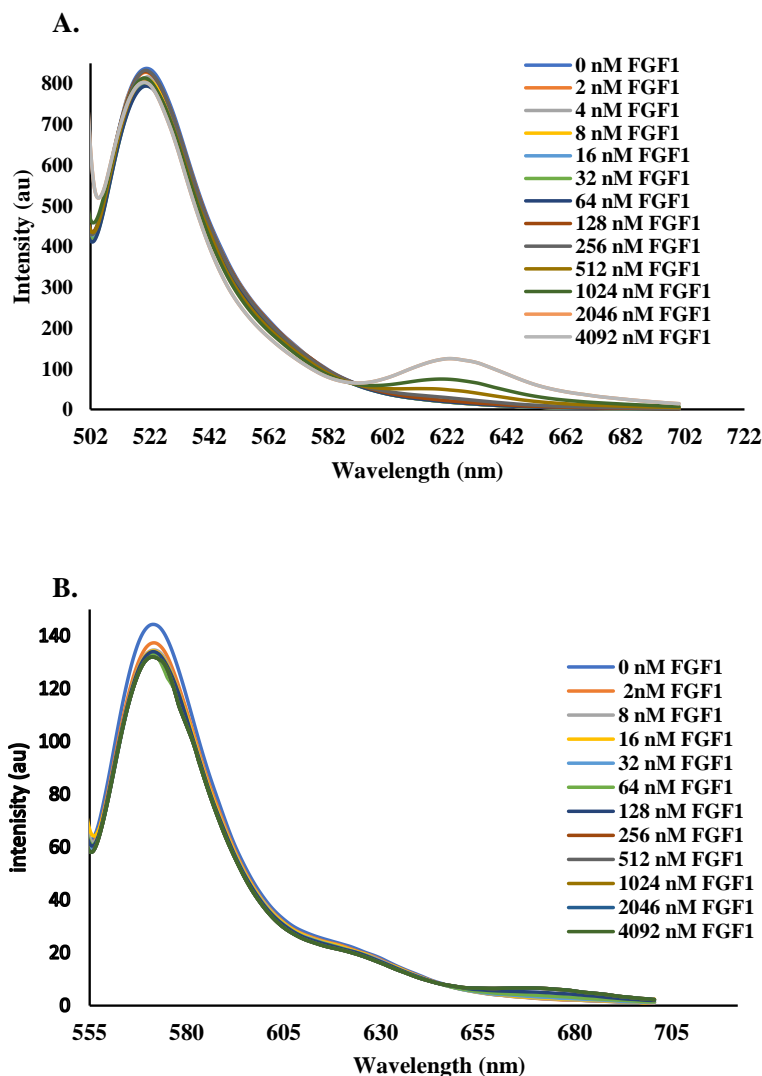 A.
800
700
600
500
400
300
200
100
0
Intensity (au)
502 522 542 562 582 602 622 642 662 682 702 722
Wavelength (nm)
0 nM FGF1
2 nM FGF1
4 nM FGF1
8 nM FGF1
16 nM FGF1
32 nM FGF1
64 nM FGF1
128 nM FGF1
256 nM FGF1
512 nM FGF1
1024 nM FGF1
2046 nM FGF1
4092 nM FGF1
B.
140
120
100
80
60
40
20
0
intenisity (au)
555 580 605 630 655 680 705
Wavelength (nm)
0 nM FGF1
2nM FGF1
8 nM FGF1
16 nM FGF1
32 nM FGF1
64 nM FGF1
128 nM FGF1
256 nM FGF1
512 nM FGF1
1024 nM FGF1
2046 nM FGF1
4092 nM FGF1